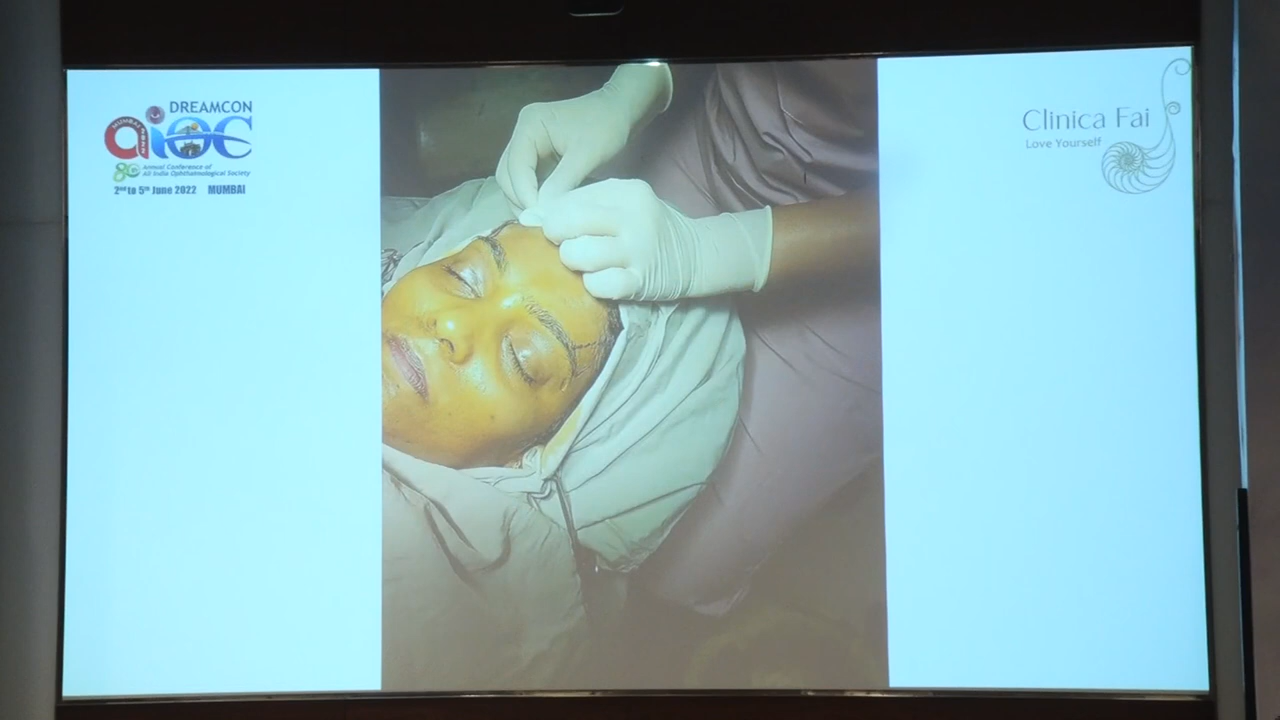 DREAMCON
aioc
80 Annual Conference of
All India Ophthalmological Society
2nd to 5th June 2022 MUMBAI
Clinica Fai
Love Yourself